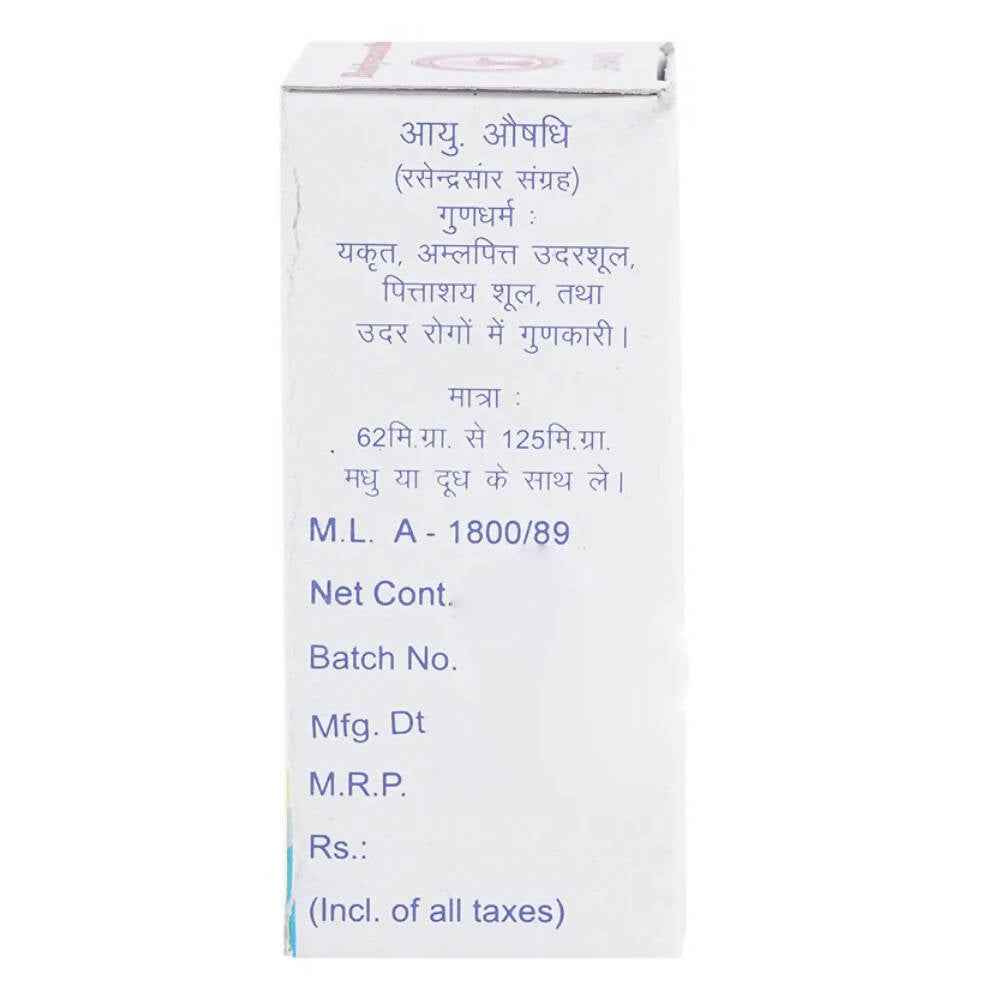 आयु. औषधि
(रसेन्द्रसार संग्रह)
गुणधर्म :
यकृत, अम्लपित्त उदरशूल,
पित्ताशय शूल, तथा
उदर रोगों में गुणकारी।
मात्रा :
62मि.ग्रा. से 125मि.ग्रा.
मधु या दूध के साथ ले।
M.L. A - 1800/89
Net Cont.
Batch No.
Mfg. Dt
M.R.P.
Rs.:
(Incl. of all taxes)